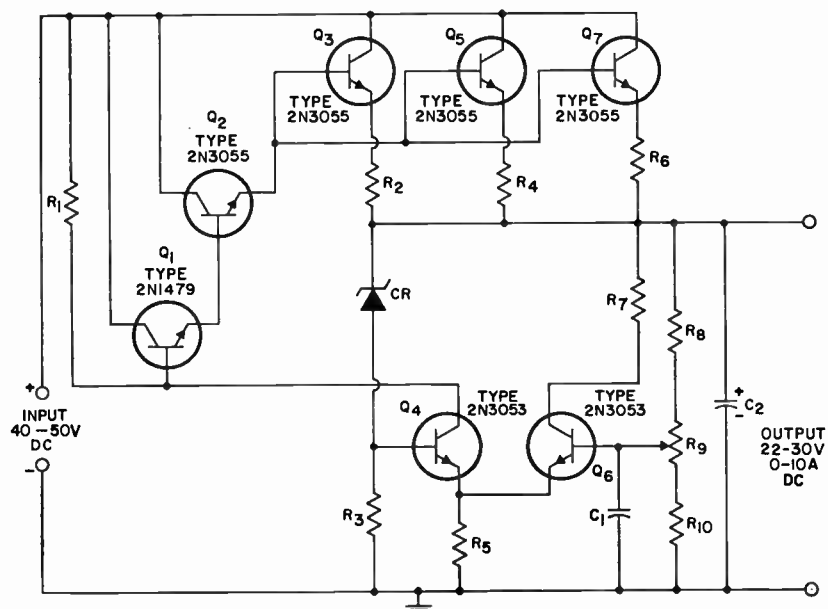 Q3
TYPE
2N3055
Q5
TYPE
2N3055
Q7
TYPE
2N3055
Q2
TYPE
2N3055
R1
R2
R4
R6
Q1
TYPE
2N1479
CR
R7
R8
+
INPUT
40-50V
DC
-
Q4
TYPE
2N3053
TYPE
2N3053
Q6
R9
+
C2
-
OUTPUT
22-30V
0-10A
DC
R3
R5
C1
R10